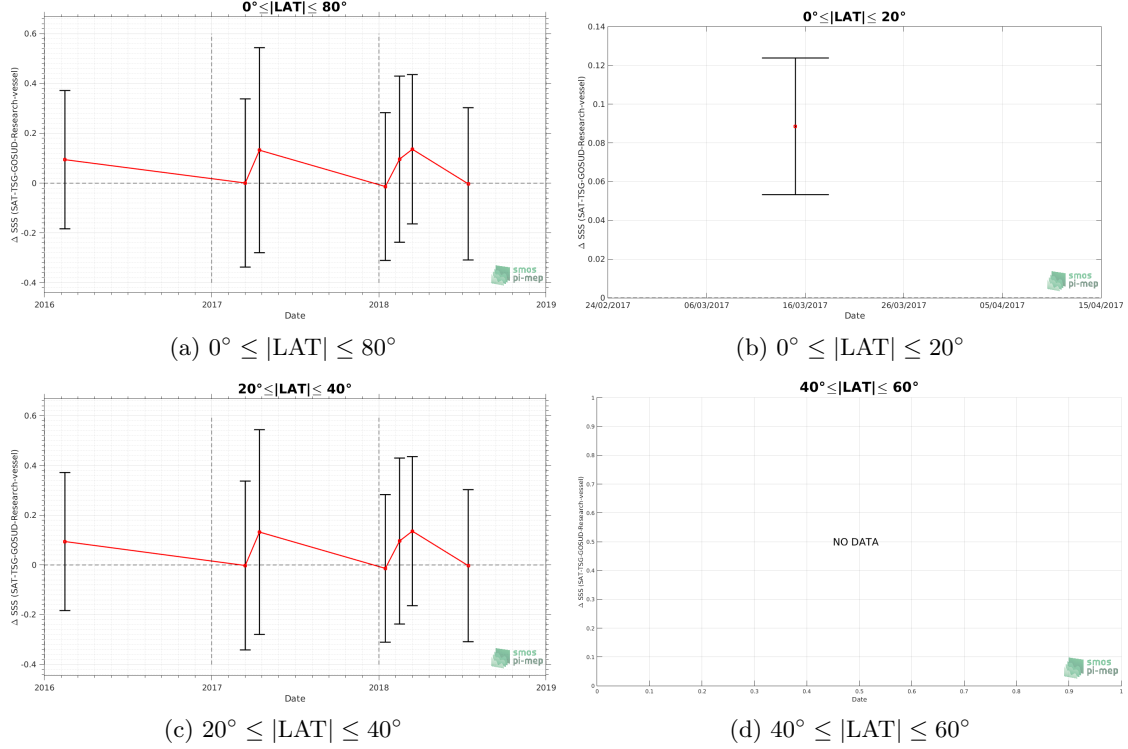 0°≤|LAT|≤ 80°
Δ SSS (SAT-TSG-GOSUD-Research-vessel)
0.6
0.4
0.2
0
-0.2
-0.4
2016 2017 2018 2019
Date
smos
pi-mep
(a) 0° ≤ |LAT| ≤ 80°
0°≤|LAT|≤ 20°
Δ SSS (SAT-TSG-GOSUD-Research-vessel)
0.14
0.12
0.1
0.08
0.06
0.04
0.02
0
24/02/2017 06/03/2017 16/03/2017 26/03/2017 05/04/2017 15/04/2017
Date
smos
pi-mep
(b) 0° ≤ |LAT| ≤ 20°
20°≤|LAT|≤ 40°
Δ SSS (SAT-TSG-GOSUD-Research-vessel)
0.6
0.4
0.2
0
-0.2
-0.4
2016 2017 2018 2019
Date
smos
pi-mep
(c) 20° ≤ |LAT| ≤ 40°
40°≤|LAT|≤ 60°
Δ SSS (SAT-TSG-GOSUD-Research-vessel)
1
0.9
0.8
0.7
0.6
0.5
0.4
0.3
0.2
0.1
0
NO DATA
0 0.1 0.2 0.3 0.4 0.5 0.6 0.7 0.8 0.9 1
Date
smos
pi-mep
(d) 40° ≤ |LAT| ≤ 60°